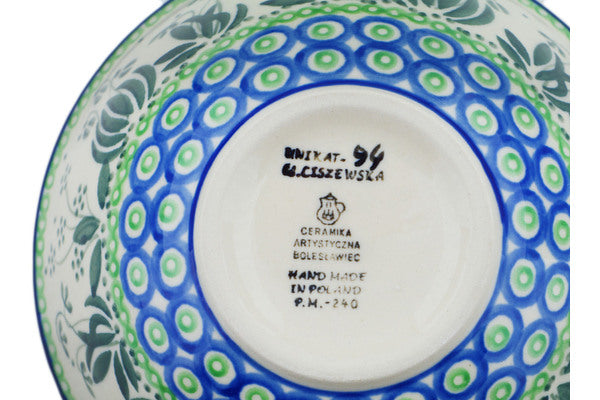 UNIKAT-94
W.CISZEWSKA
CERAMIKA
ARTYSTYCZNA
BOLESŁAWIEC
HAND MADE
IN POLAND
P.M.-240